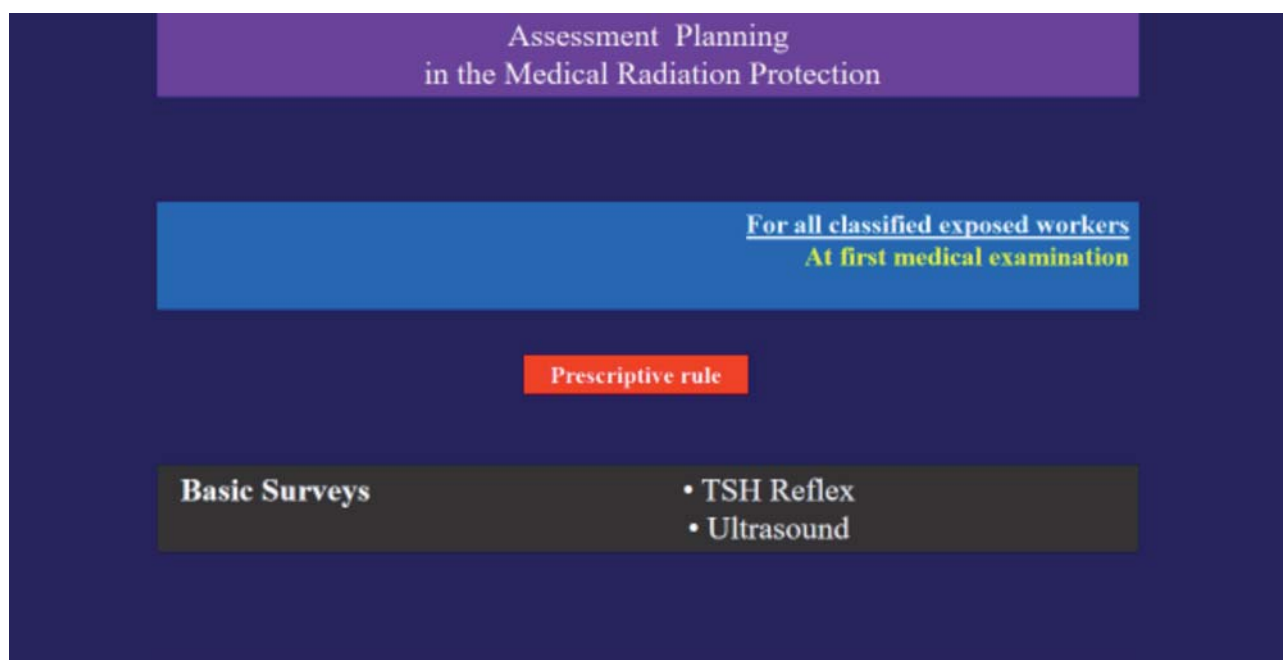 Assessment Planning
in the Medical Radiation Protection
For all classified exposed workers
At first medical examination
Prescriptive rule
Basic Surveys
• TSH Reflex
• Ultrasound